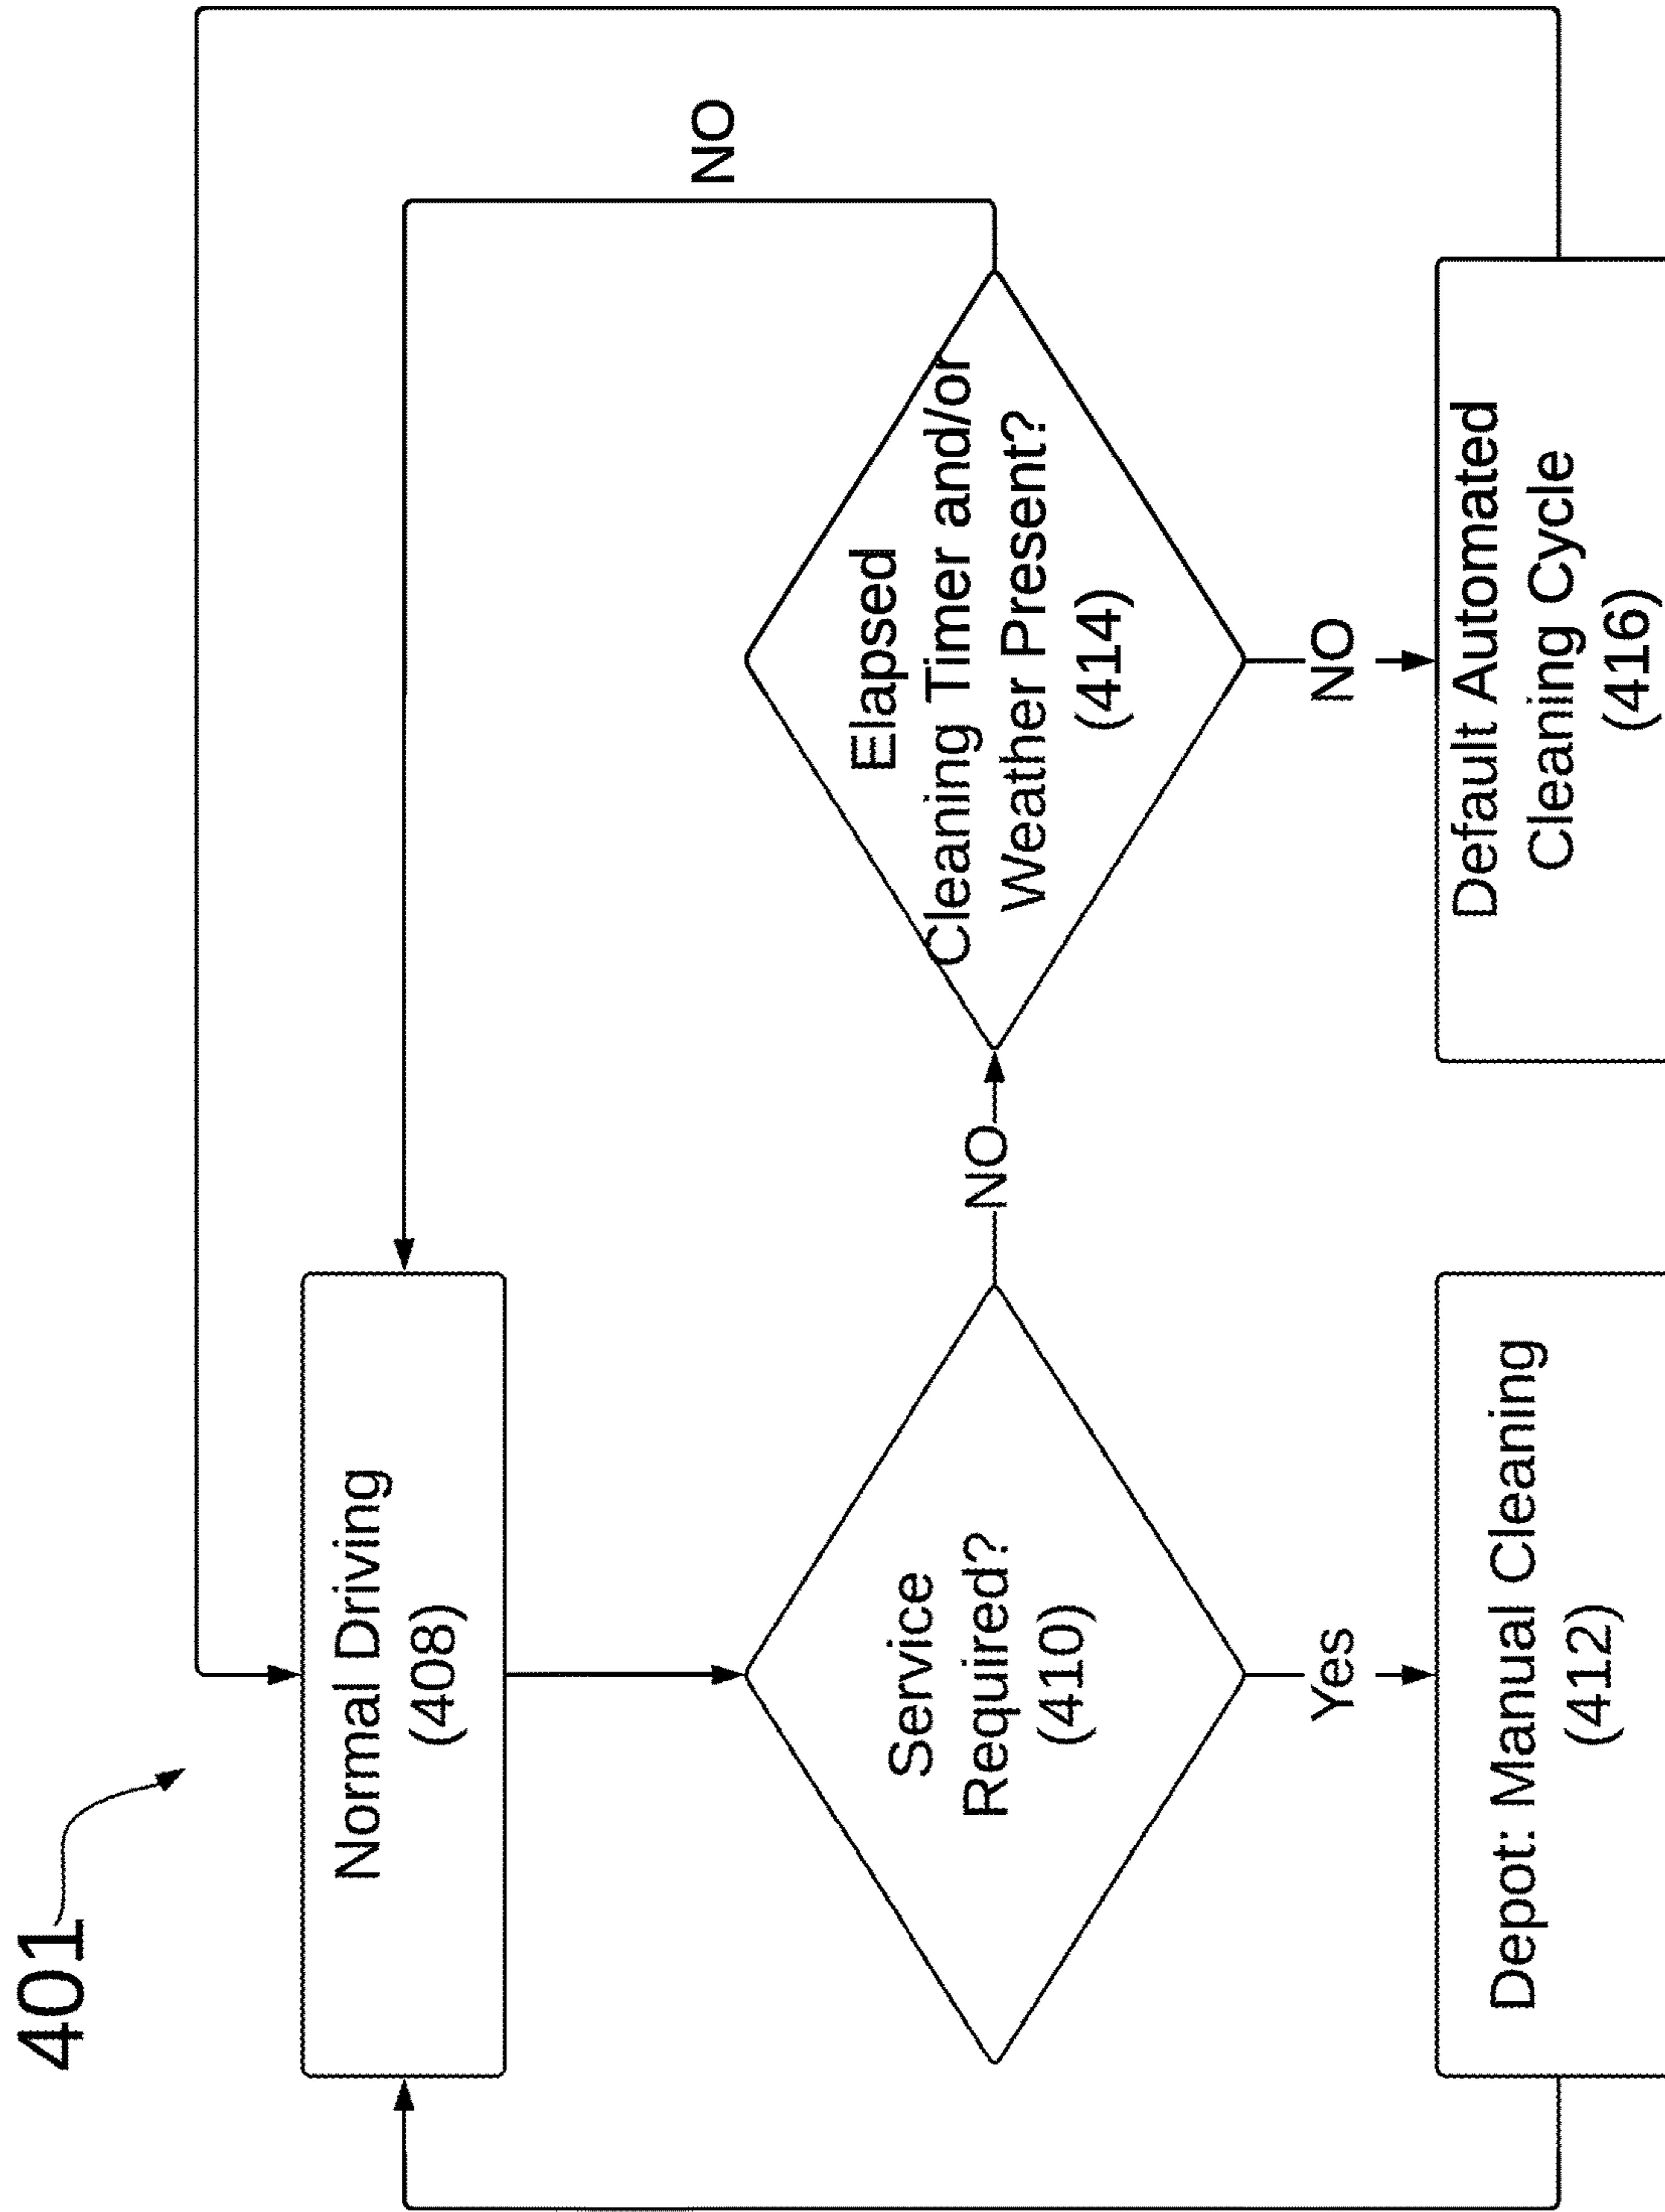 401
Normal Driving
(408)
Service
Required?
(410)
NO
Elapsed
Cleaning Timer and/or
Weather Present?
(414)
NO
Yes
NO
Depot: Manual Cleaning
(412)
Default Automated
Cleaning Cycle
(416)